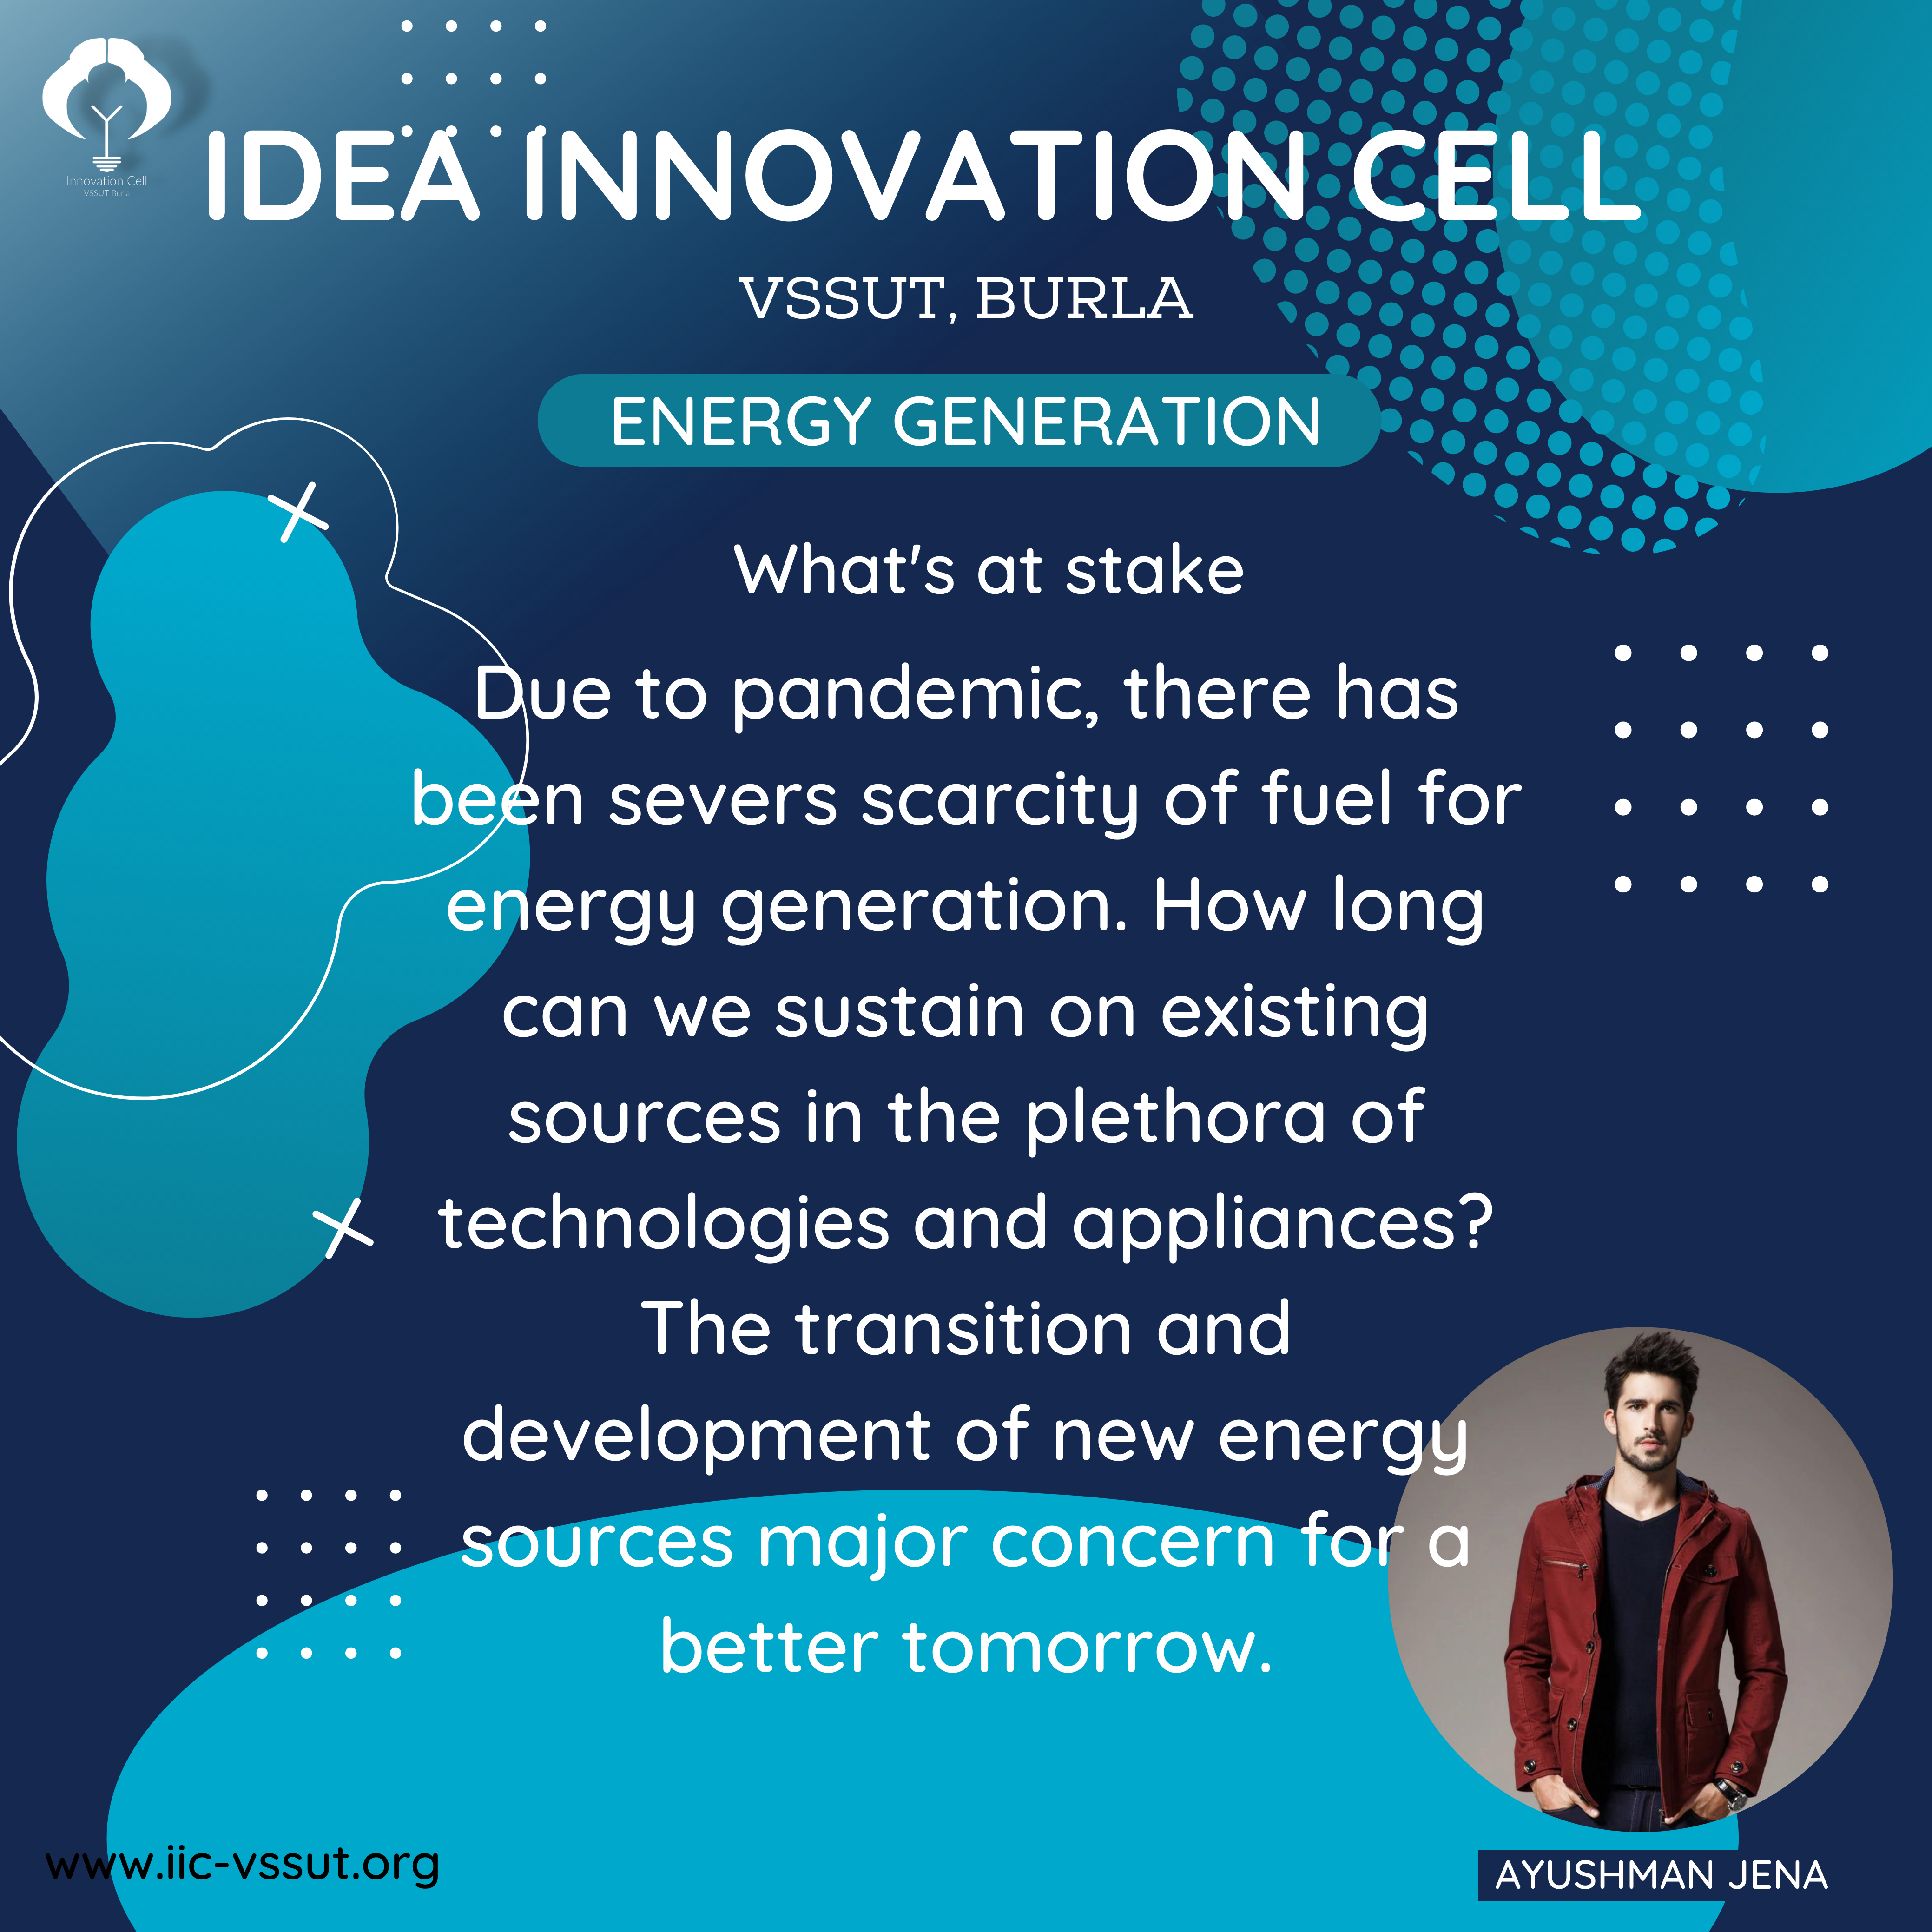 Innovation Cell
VSSUT Burla
IDEA INNOVATION CELL
VSSUT, BURLA
ENERGY GENERATION
What's at stake
Due to pandemic, there has
been severs scarcity of fuel for
energy generation. How long
can we sustain on existing
sources in the plethora of
technologies and appliances?
The transition and
development of new energy
sources major concern for a
better tomorrow.
www.iic-vssut.org
AYUSHMAN JENA